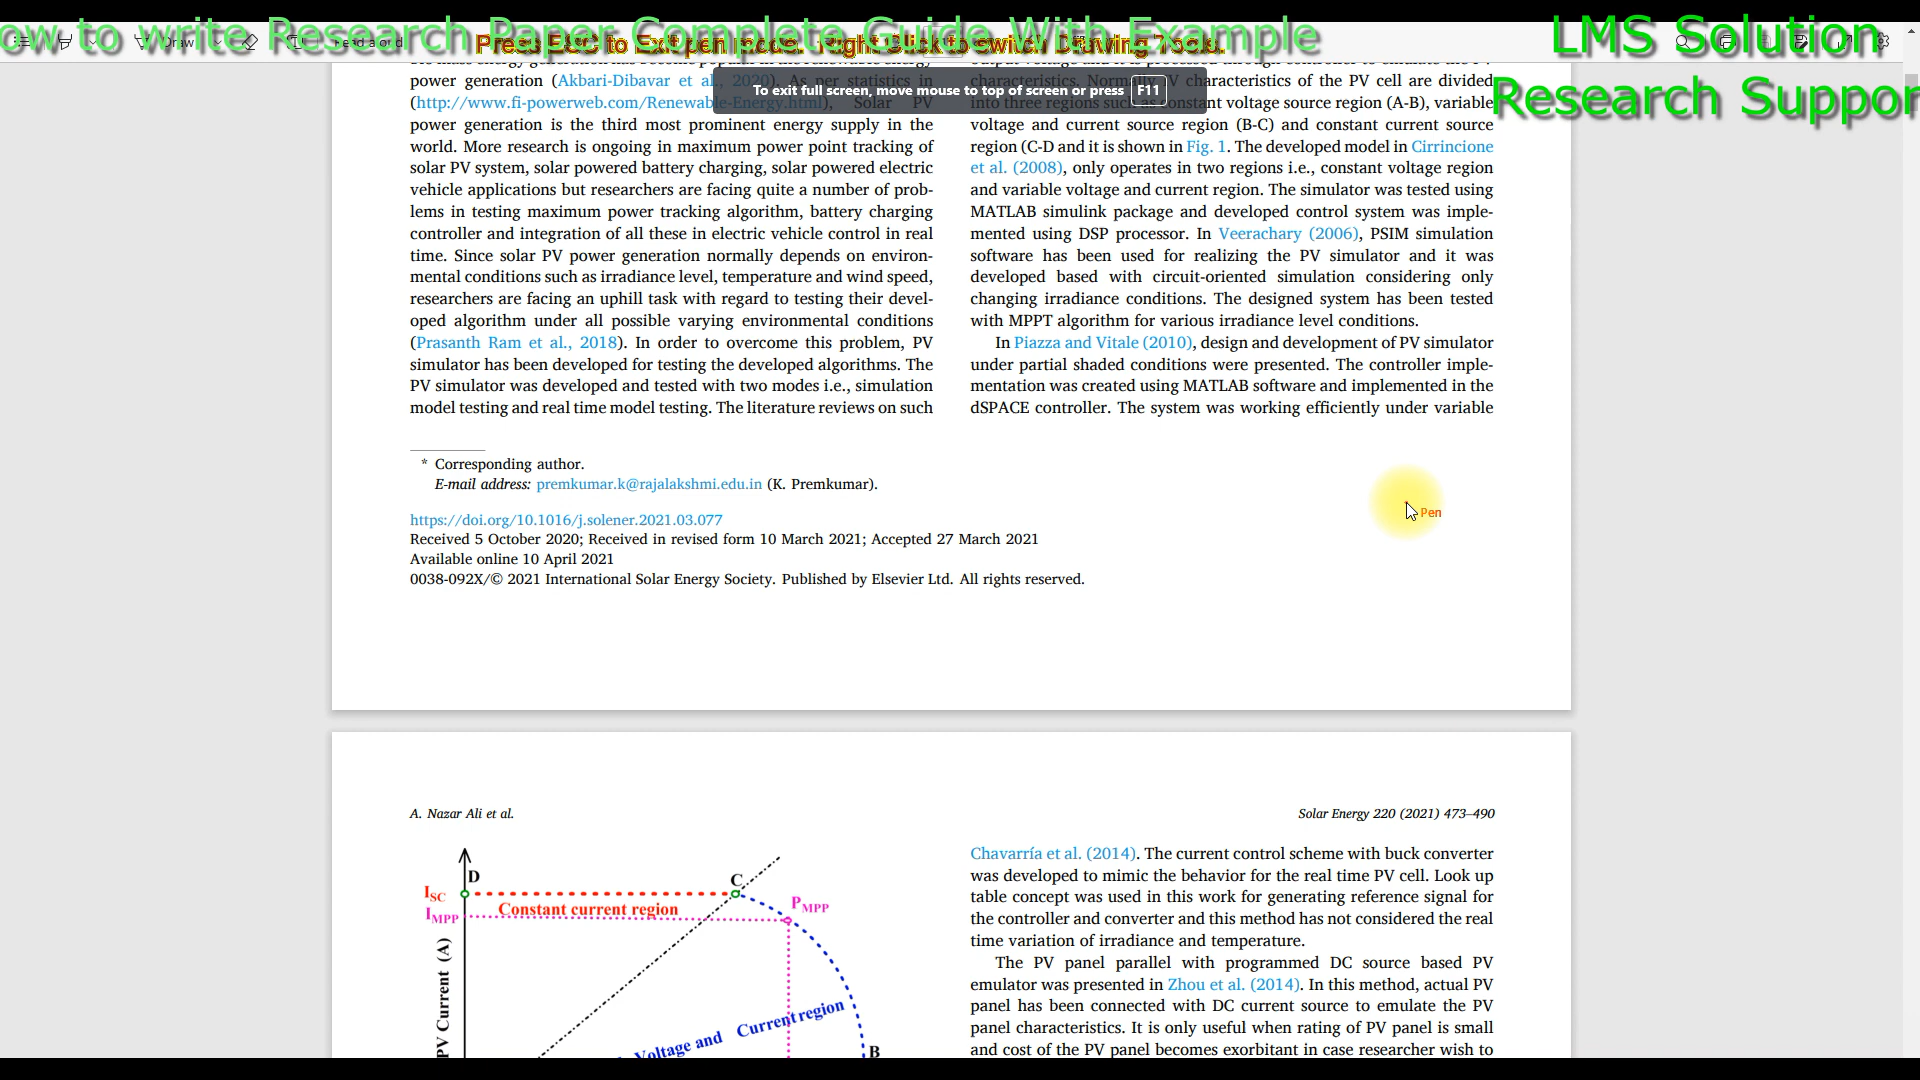 ow to write Research Paper Complete Guide With Example
LMS Solution
Draw
Read aloud
Press ESC to Exit pen mode. Right Click to switch Drawing Tools.
Research Suppor
To exit full screen, move mouse to top of screen or press F11
power generation (Akbari-Dibavar et al., 2020). As per statistics in
(http://www.fi-powerweb.com/Renewable-Energy.html), Solar PV
power generation is the third most prominent energy supply in the
world. More research is ongoing in maximum power point tracking of
solar PV system, solar powered battery charging, solar powered electric
vehicle applications but researchers are facing quite a number of prob-
lems in testing maximum power tracking algorithm, battery charging
controller and integration of all these in electric vehicle control in real
time. Since solar PV power generation normally depends on environ-
mental conditions such as irradiance level, temperature and wind speed,
researchers are facing an uphill task with regard to testing their devel-
oped algorithm under all possible varying environmental conditions
(Prasanth Ram et al., 2018). In order to overcome this problem, PV
simulator has been developed for testing the developed algorithms. The
PV simulator was developed and tested with two modes i.e., simulation
model testing and real time model testing. The literature reviews on such
characteristics. Normally V characteristics of the PV cell are divided
into three regions such as constant voltage source region (A-B), variable
voltage and current source region (B-C) and constant current source
region (C-D and it is shown in Fig. 1. The developed model in Cirrincione
et al. (2008), only operates in two regions i.e., constant voltage region
and variable voltage and current region. The simulator was tested using
MATLAB simulink package and developed control system was imple-
mented using DSP processor. In Veerachary (2006), PSIM simulation
software has been used for realizing the PV simulator and it was
developed based with circuit-oriented simulation considering only
changing irradiance conditions. The designed system has been tested
with MPPT algorithm for various irradiance level conditions.
In Piazza and Vitale (2010), design and development of PV simulator
under partial shaded conditions were presented. The controller imple-
mentation was created using MATLAB software and implemented in the
dSPACE controller. The system was working efficiently under variable
* Corresponding author.
E-mail address: premkumar.k@rajalakshmi.edu.in (K. Premkumar).
Pen
https://doi.org/10.1016/j.solener.2021.03.077
Received 5 October 2020; Received in revised form 10 March 2021; Accepted 27 March 2021
Available online 10 April 2021
0038-092X/© 2021 International Solar Energy Society. Published by Elsevier Ltd. All rights reserved.
A. Nazar Ali et al.
Solar Energy 220 (2021) 473–490
D
C
ISC
IMPP
Constant current region
PMPP
PV Current (A)
Voltage and Current region
B
Chavarría et al. (2014). The current control scheme with buck converter
was developed to mimic the behavior for the real time PV cell. Look up
table concept was used in this work for generating reference signal for
the controller and converter and this method has not considered the real
time variation of irradiance and temperature.
The PV panel parallel with programmed DC source based PV
emulator was presented in Zhou et al. (2014). In this method, actual PV
panel has been connected with DC current source to emulate the PV
panel characteristics. It is only useful when rating of PV panel is small
and cost of the PV panel becomes exorbitant in case researcher wish to